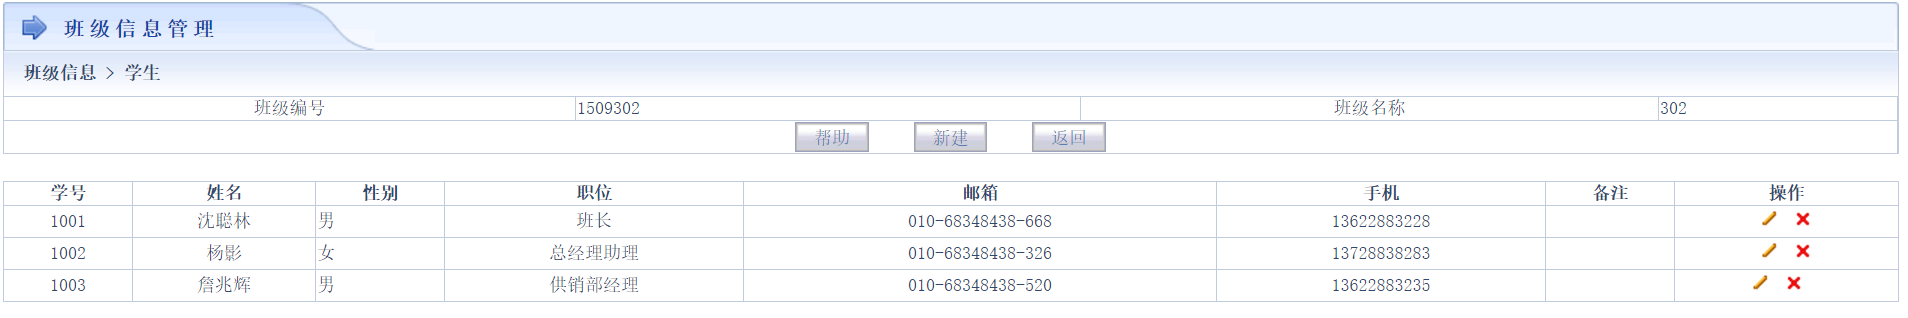 班级信息管理
班级信息 > 学生
班级编号 1509302 班级名称 302
帮助 新建 返回
学号 姓名 性别 职位 邮箱 手机 备注 操作
1001 沈聪林 男 班长 010-68348438-668 13622883228
1002 杨影 女 总经理助理 010-68348438-326 13728838283
1003 詹兆辉 男 供销部经理 010-68348438-520 13622883235